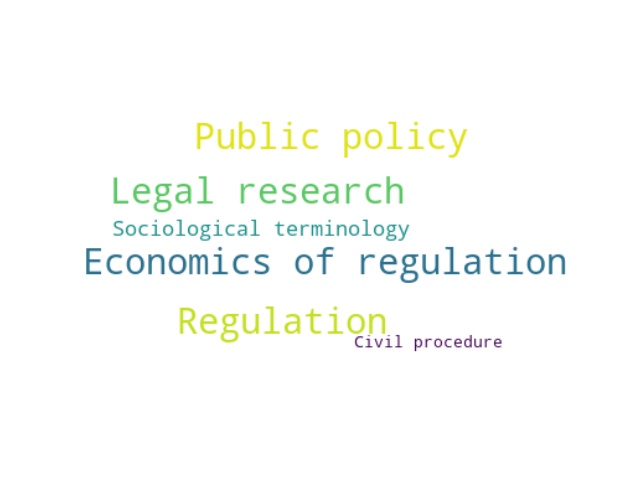 Public policy
Legal research
Sociological terminology
Economics of regulation
Regulation
Civil procedure